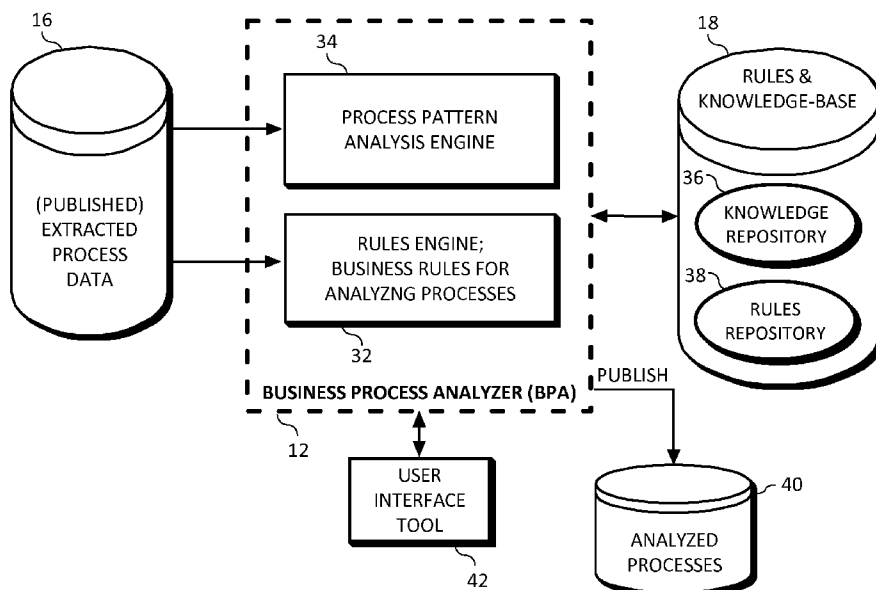 16
(PUBLISHED)
EXTRACTED
PROCESS
DATA
34
PROCESS PATTERN
ANALYSIS ENGINE
RULES ENGINE;
BUSINESS RULES FOR
ANALYZNG PROCESSES
32
BUSINESS PROCESS ANALYZER (BPA)
12
USER
INTERFACE
TOOL
42
18
RULES &
KNOWLEDGE-BASE
36
KNOWLEDGE
REPOSITORY
38
RULES
REPOSITORY
PUBLISH
40
ANALYZED
PROCESSES